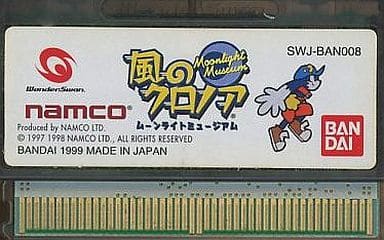 SWJ-BAN008
Moonlight
Museum
風のクロノア
ムーンライトミュージアム
WonderSwan
namco
Produced by NAMCO LTD.
© 1997 1998 NAMCO LTD., ALL RIGHTS RESERVED
BANDAI 1999 MADE IN JAPAN
BAN
DAI